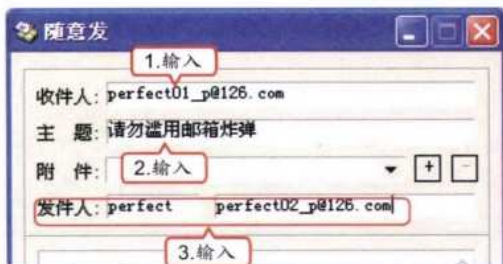 随意发
1.输入
收件人: perfect01_p@126.com
主 题: 请勿滥用邮箱炸弹
附 件: 2.输入
发件人: perfect perfect02_p@126.com
3.输入